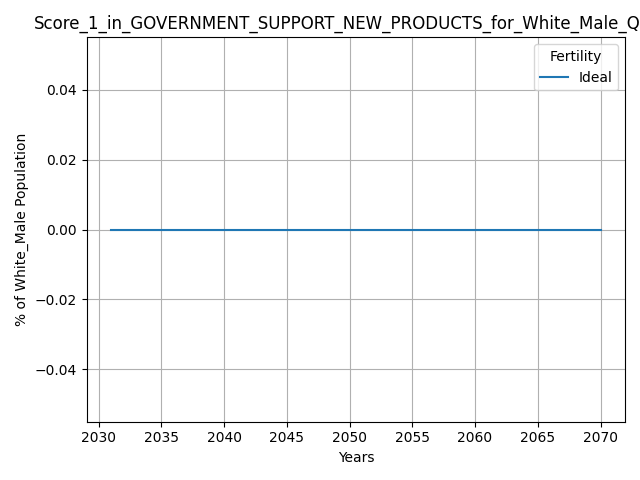 Score_1_in_GOVERNMENT_SUPPORT_NEW_PRODUCTS_for_White_Male_Q
Fertility
Ideal
0.04
0.02
0.00
−0.02
−0.04
% of White_Male Population
2030 2035 2040 2045 2050 2055 2060 2065 2070
Years